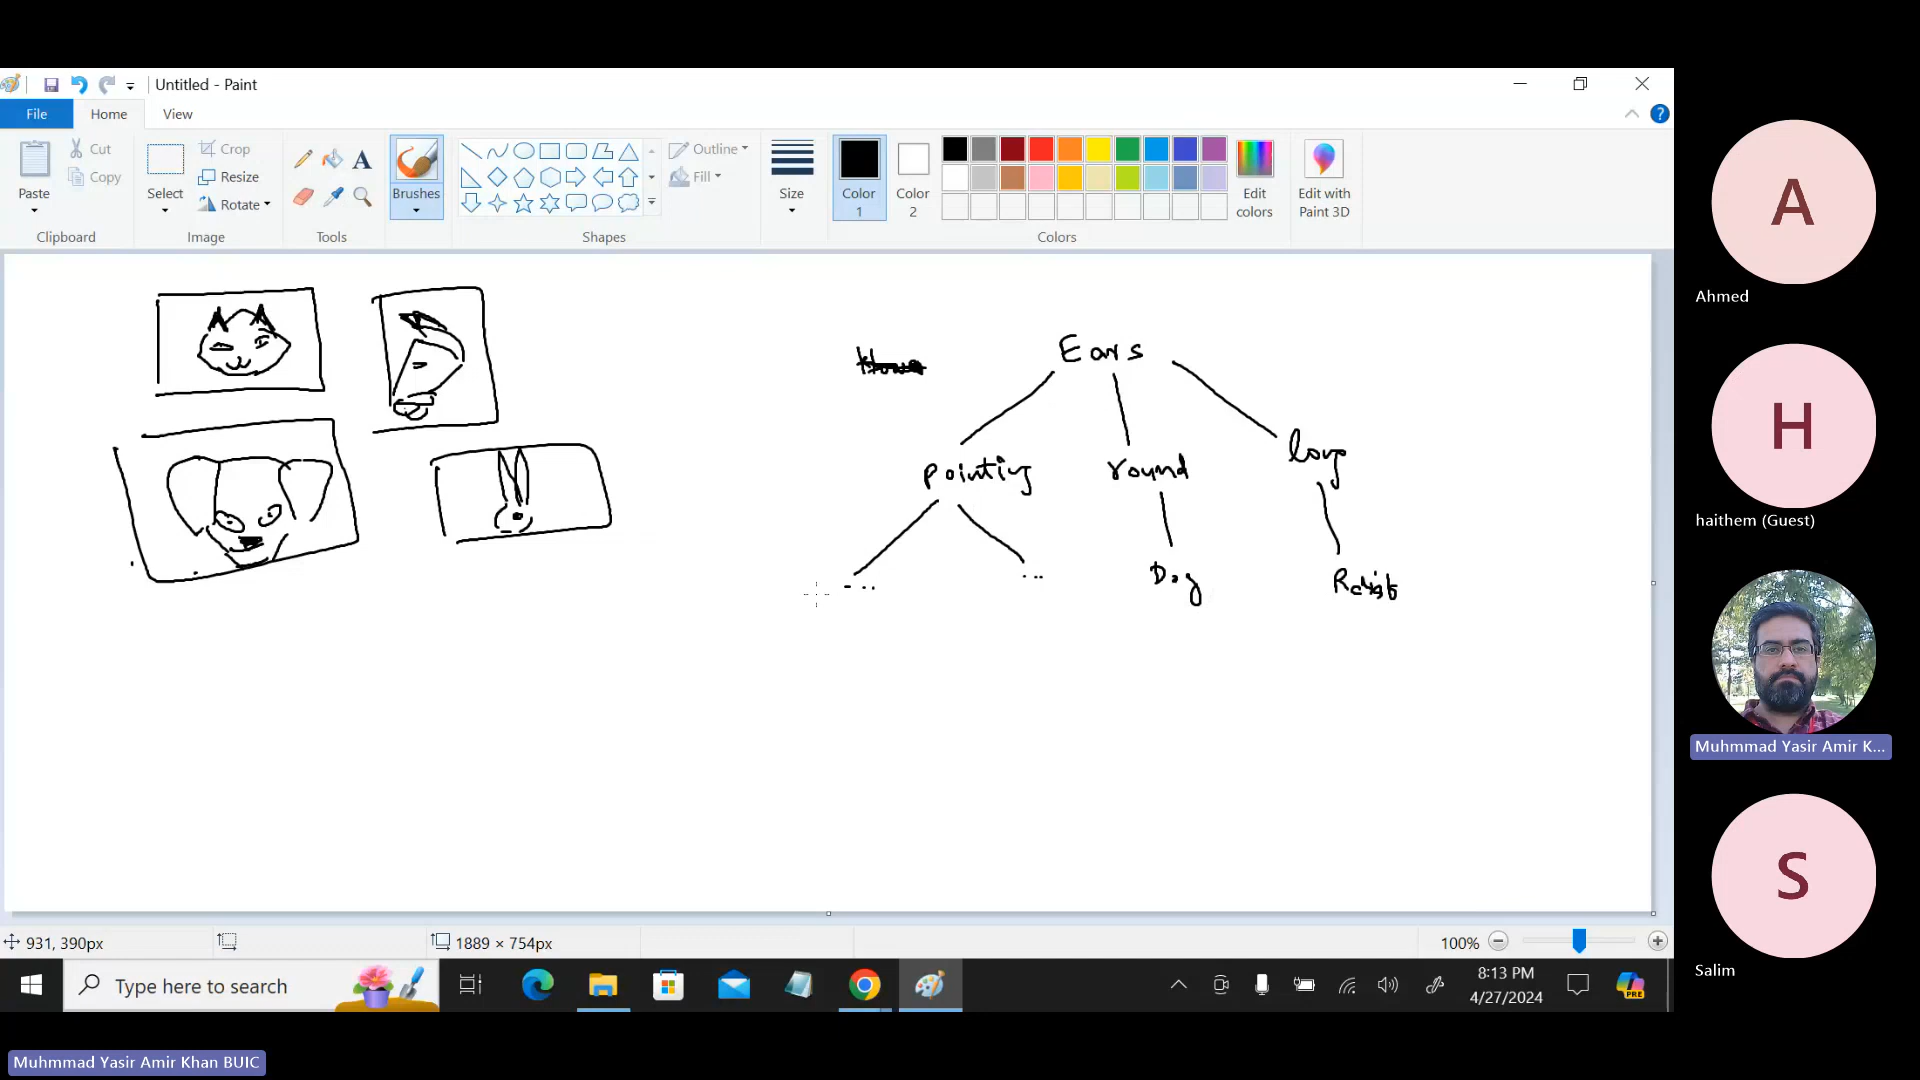 Untitled - Paint
File
Home
View
Paste
Cut
Copy
Clipboard
Select
Crop
Resize
Rotate
Image
Tools
Brushes
Shapes
Outline
Fill
Size
Color 1
Color 2
Edit colors
Edit with Paint 3D
Colors
Ears
pointing
round
long
...
...
Dog
931, 390px
1889 × 754px
100%
Type here to search
PRE
8:13 PM
4/27/2024
A
Ahmed
H
haithem (Guest)
Muhmmad Yasir Amir K...
S
Salim
Muhmmad Yasir Amir Khan BUIC